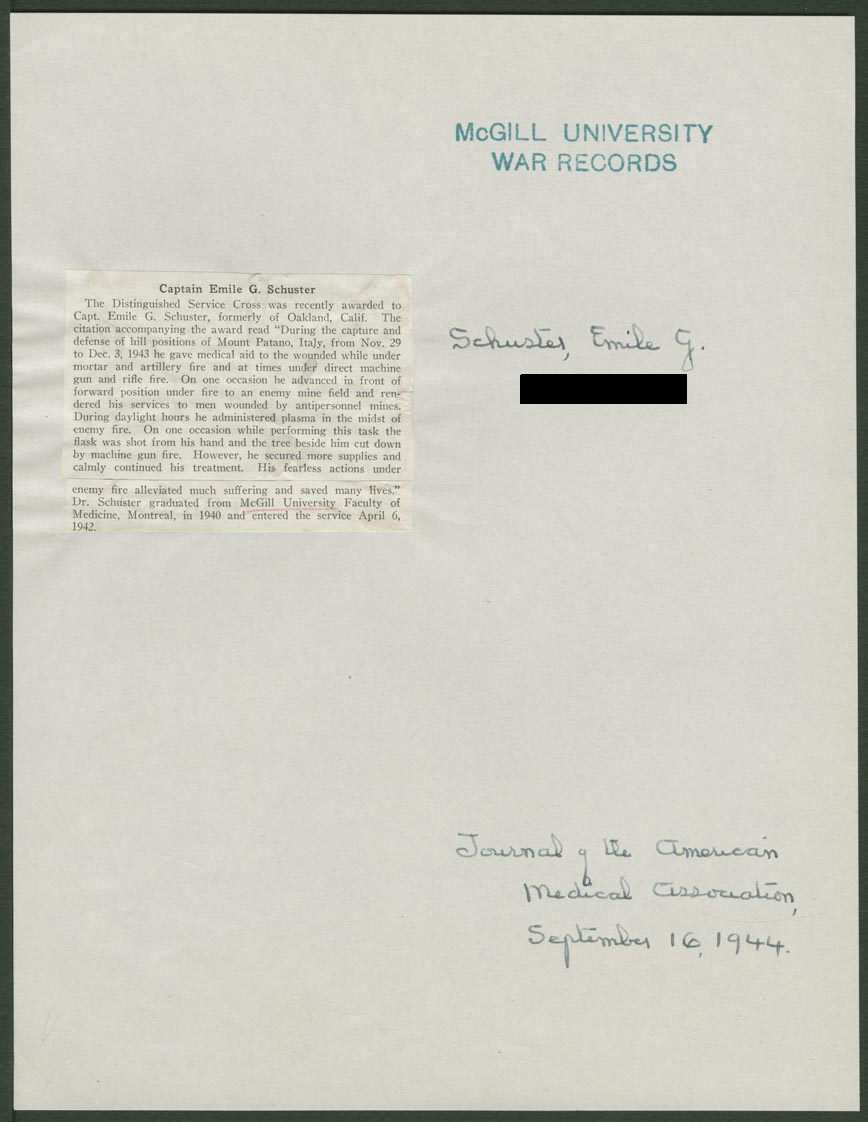 McGILL UNIVERSITY
WAR RECORDS
Captain Emile G. Schuster
The Distinguished Service Cross was recently awarded to
Capt. Emile G. Schuster, formerly of Oakland, Calif. The
citation accompanying the award read "During the capture and
defense of hill positions of Mount Patano, Italy, from Nov. 29
to Dec. 3, 1943 he gave medical aid to the wounded while under
mortar and artillery fire and at times under direct machine
gun and rifle fire. On one occasion he advanced in front of
forward position under fire to an enemy mine field and ren-
dered his services to men wounded by antipersonnel mines.
During daylight hours he administered plasma in the midst of
enemy fire. On one occasion while performing this task the
flask was shot from his hand and the tree beside him cut down
by machine gun fire. However, he secured more supplies and
calmly continued his treatment. His fearless actions under
enemy fire alleviated much suffering and saved many lives."
Dr. Schuster graduated from McGill University Faculty of
Medicine, Montreal, in 1940 and entered the service April 6,
1942.
Schuster, Emile G.
Journal of the American
Medical Association,
September 16, 1944.